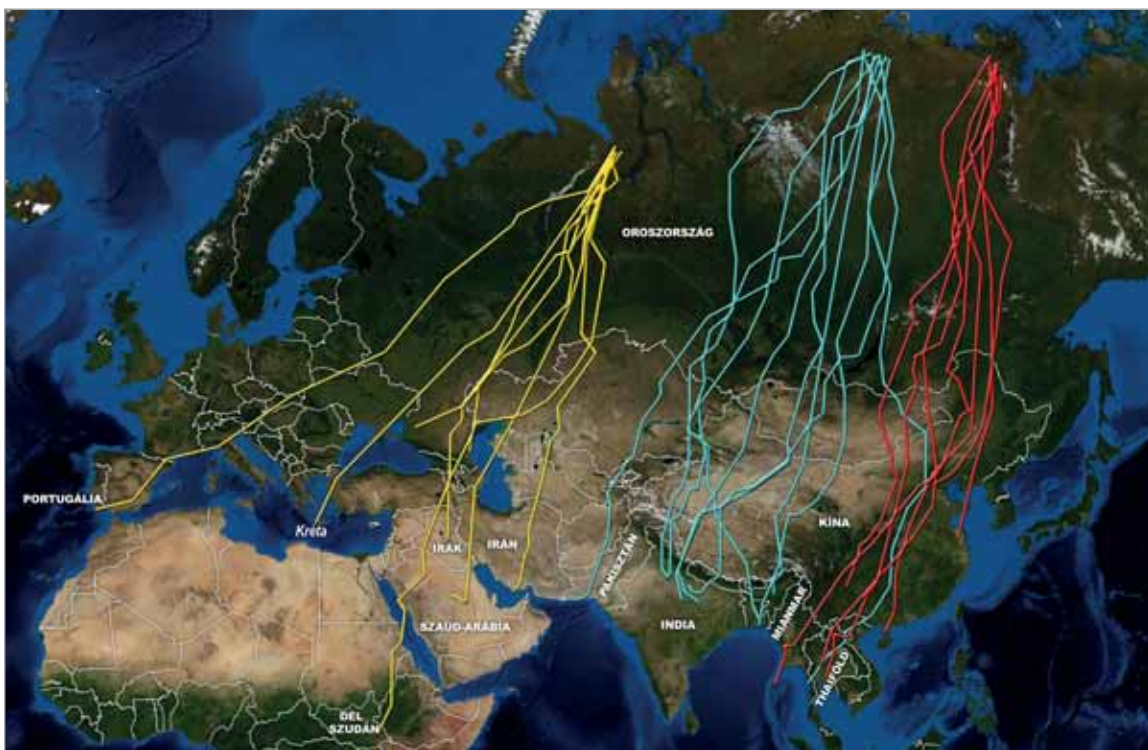 OROSZORSZÁG
PORTUGÁLIA
Kréta
IRAK
IRÁN
PAKISZTÁN
KÍNA
SZAÚD-ARÁBIA
INDIA
MIANMAR
THAIFÖLD
DÉL
SZUDÁN